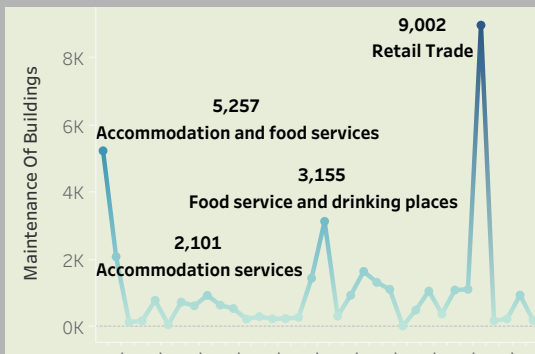 9,002
Retail Trade
8K
5,257
6K
Accommodation and food services
4K
3,155
Food service and drinking places
2,101
2K
Accommodation services
0K
Maintenance Of Buildings